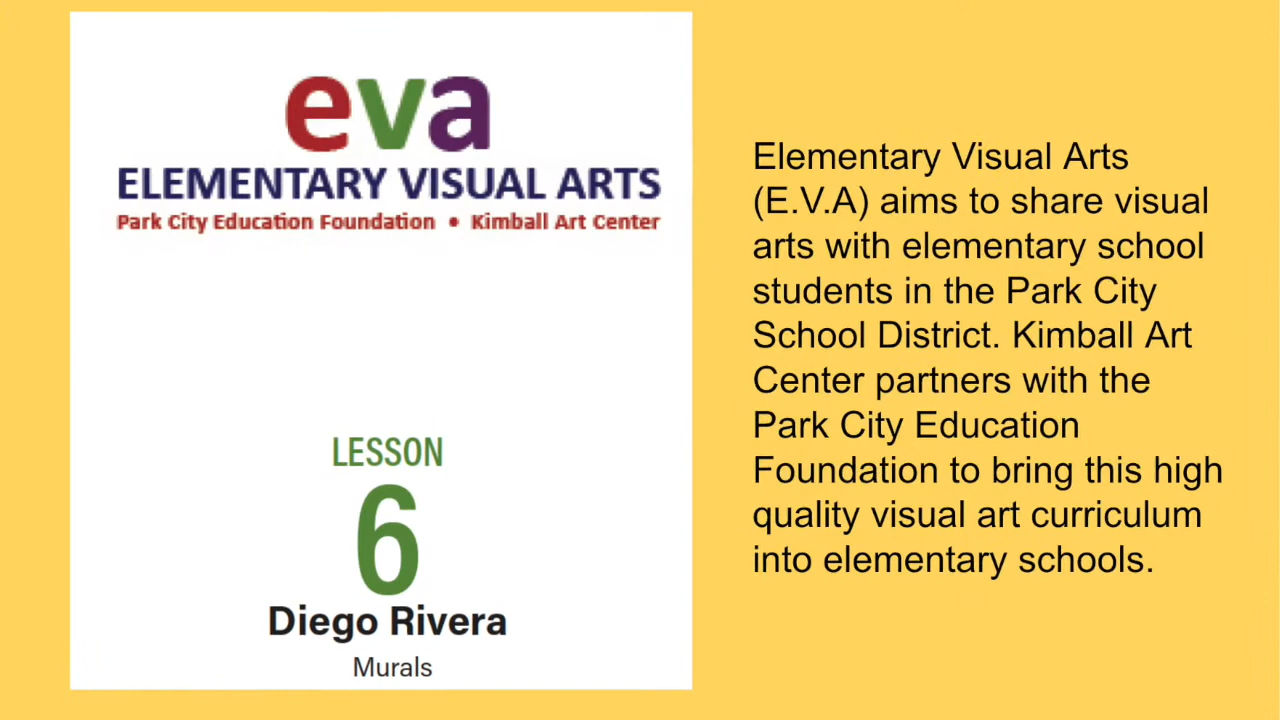 eva
ELEMENTARY VISUAL ARTS
Park City Education Foundation • Kimball Art Center
LESSON
6
Diego Rivera
Murals
Elementary Visual Arts
(E.V.A) aims to share visual
arts with elementary school
students in the Park City
School District. Kimball Art
Center partners with the
Park City Education
Foundation to bring this high
quality visual art curriculum
into elementary schools.